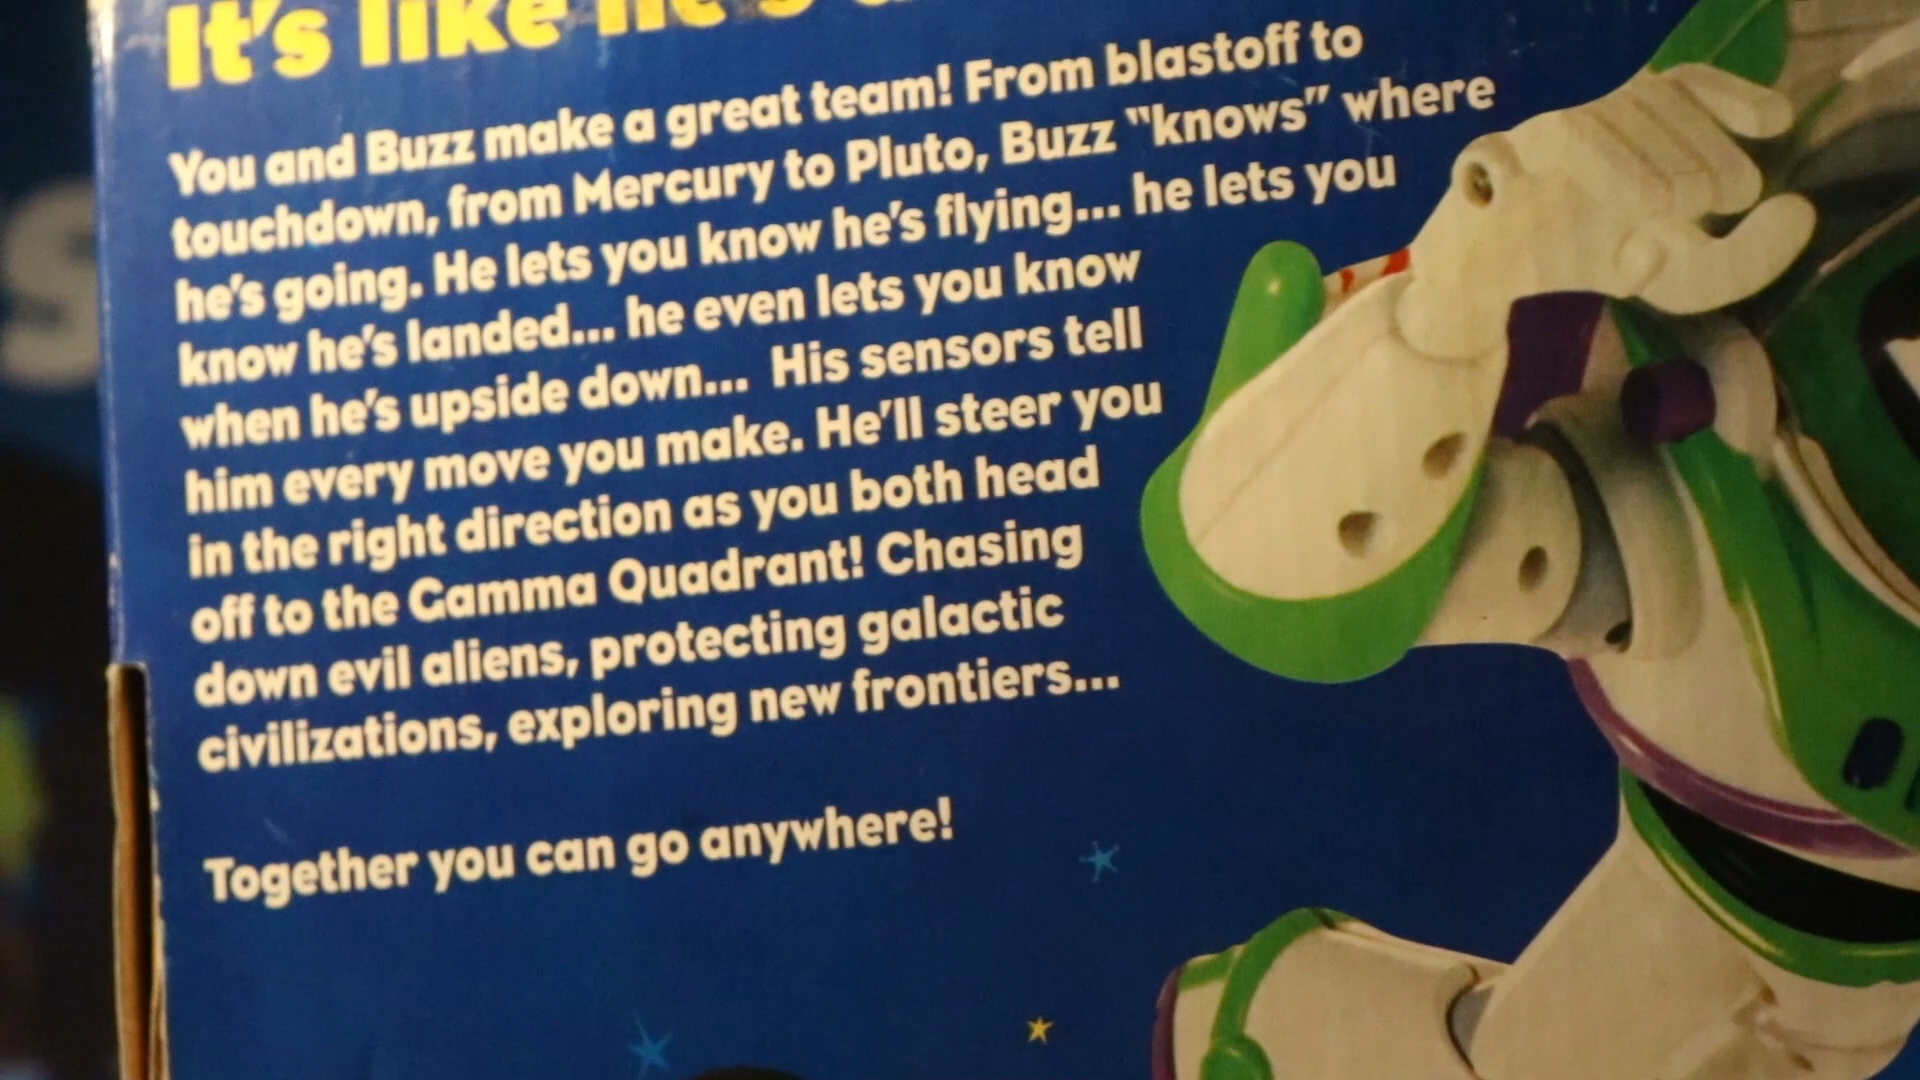 It's like he's
You and Buzz make a great team! From blastoff to
touchdown, from Mercury to Pluto, Buzz "knows" where
he's going. He lets you know he's flying... he lets you
know he's landed... he even lets you know
when he's upside down... His sensors tell
him every move you make. He'll steer you
in the right direction as you both head
off to the Gamma Quadrant! Chasing
down evil aliens, protecting galactic
civilizations, exploring new frontiers...
Together you can go anywhere!